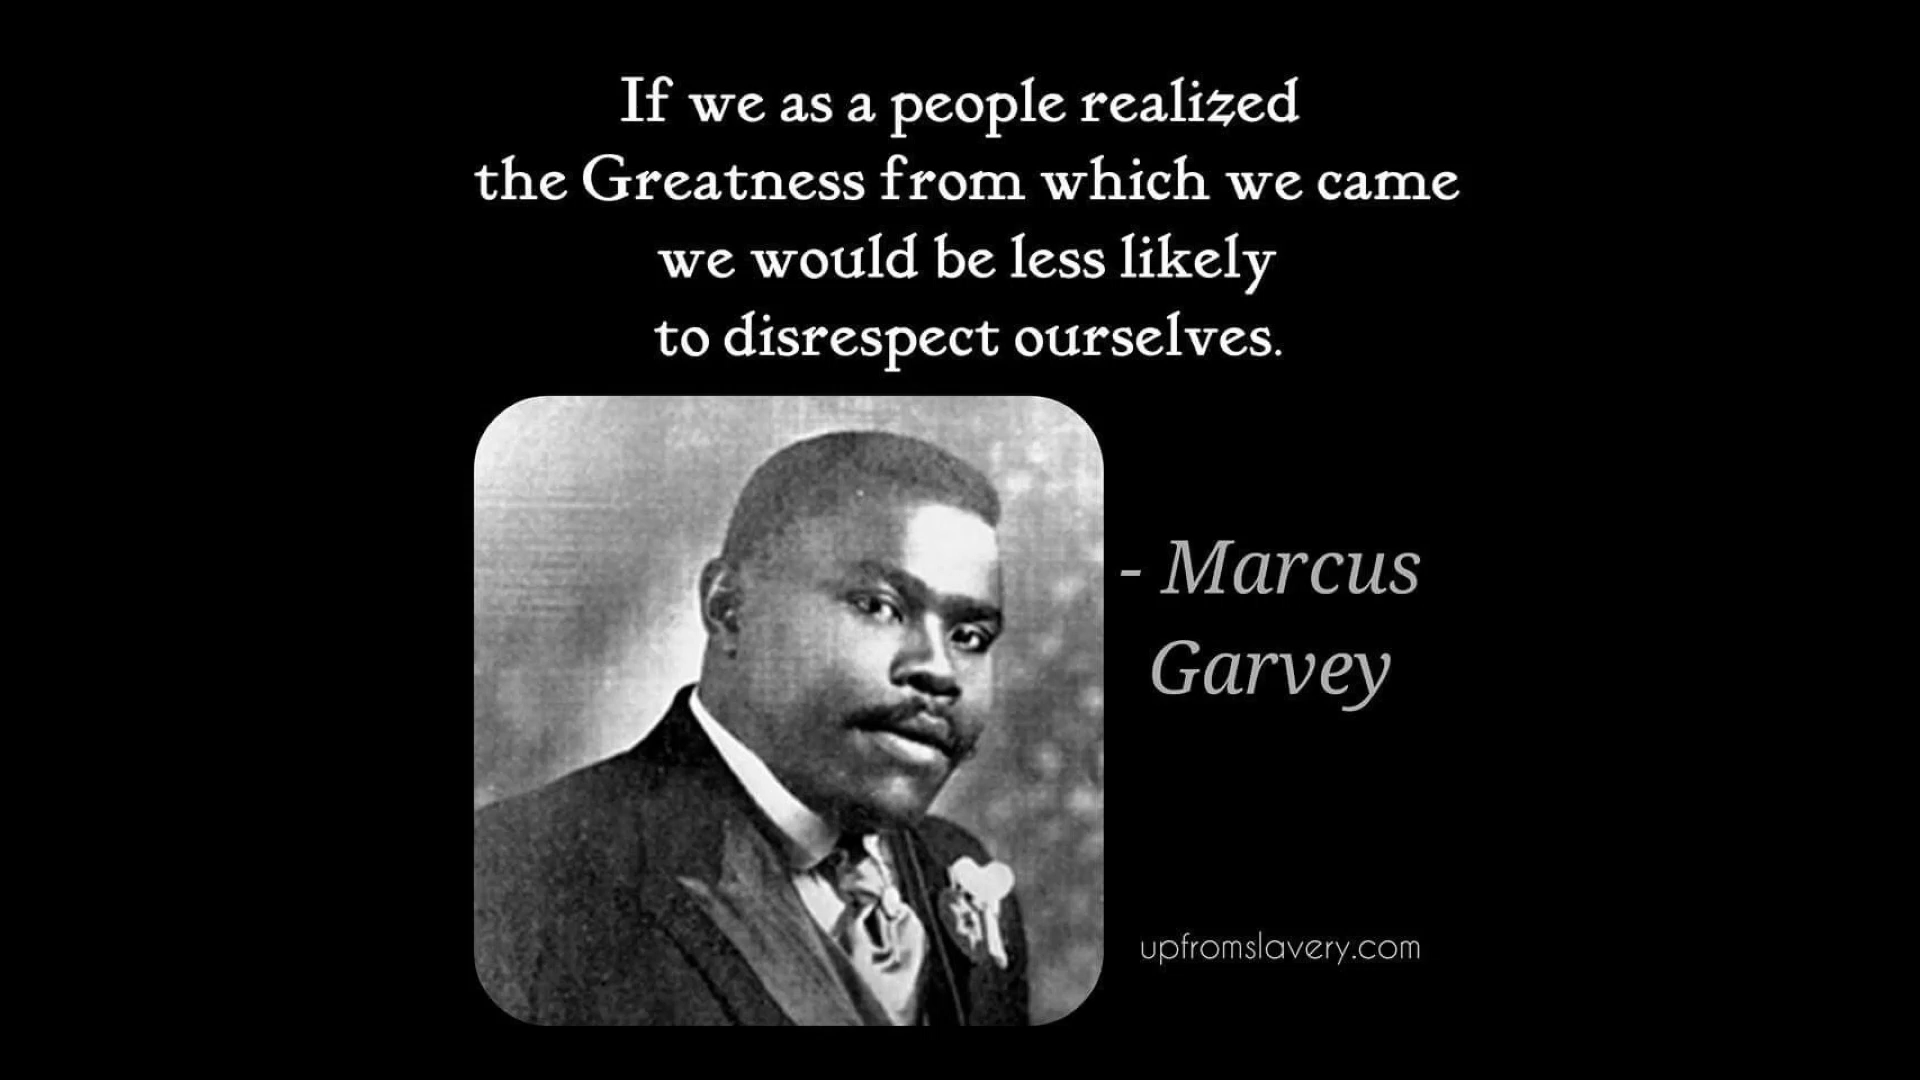 If we as a people realized
the Greatness from which we came
we would be less likely
to disrespect ourselves.
- Marcus
Garvey
upfromslavery.com